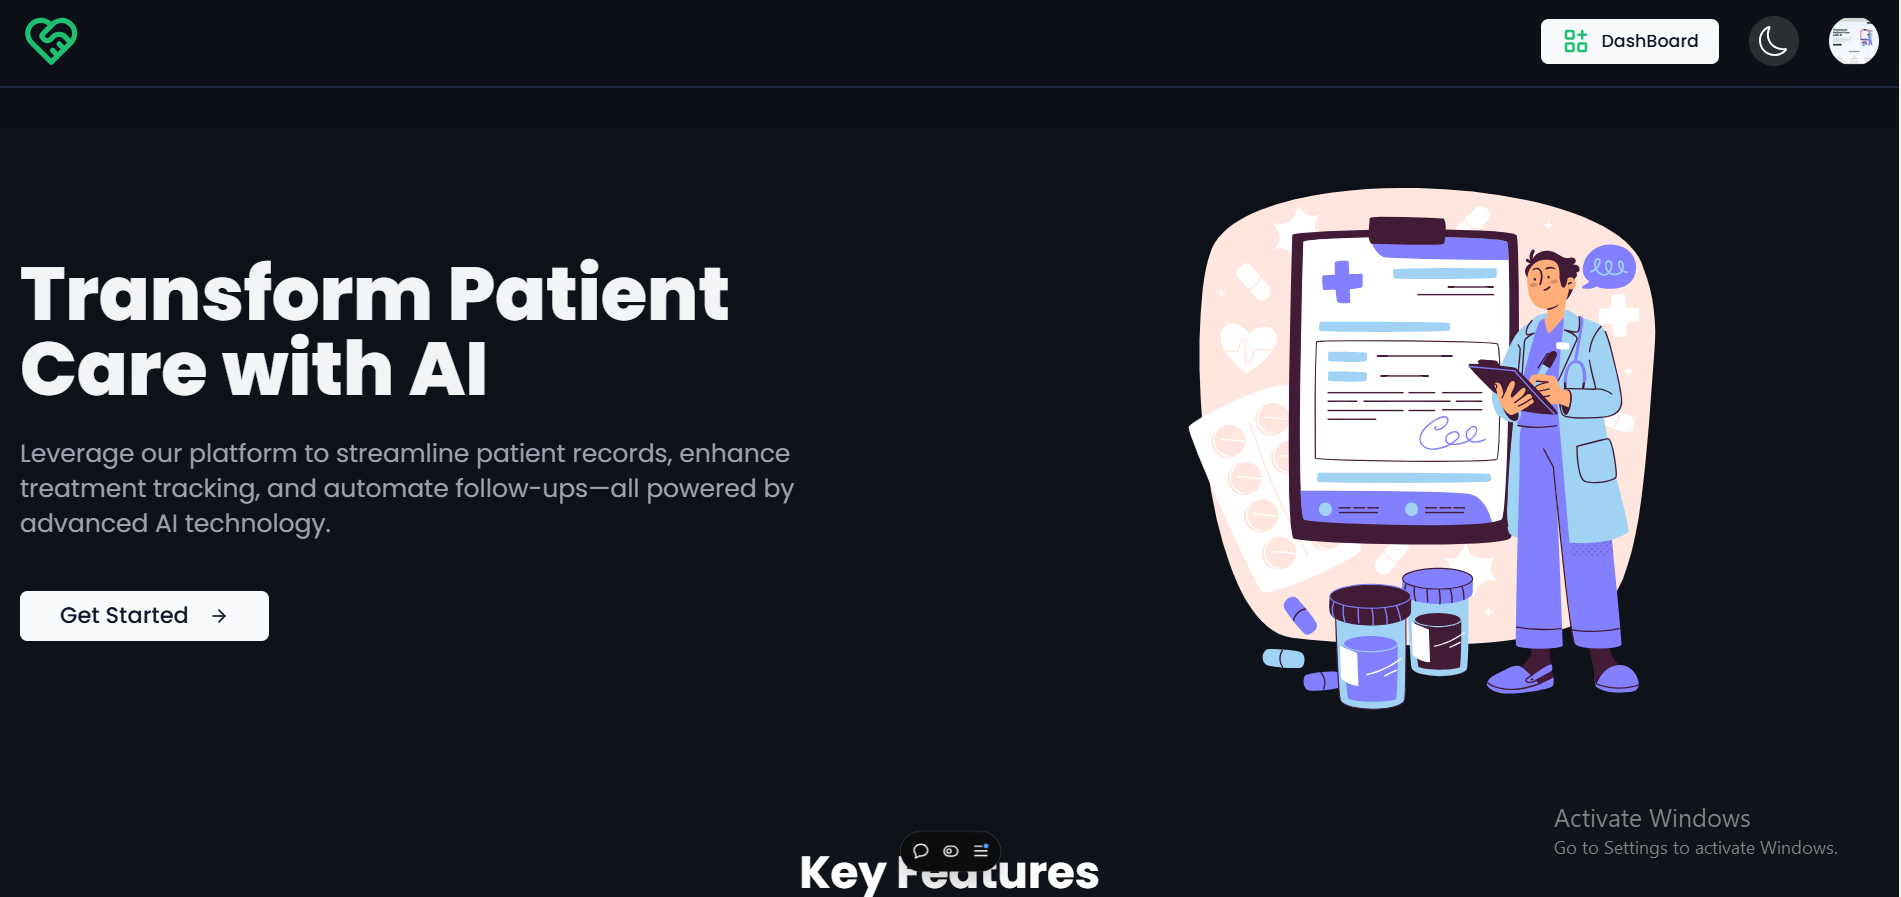 DashBoard
Transform Patient
Care with AI
Leverage our platform to streamline patient records, enhance
treatment tracking, and automate follow-ups—all powered by
advanced AI technology.
Get Started
Activate Windows
Go to Settings to activate Windows.
Key Features